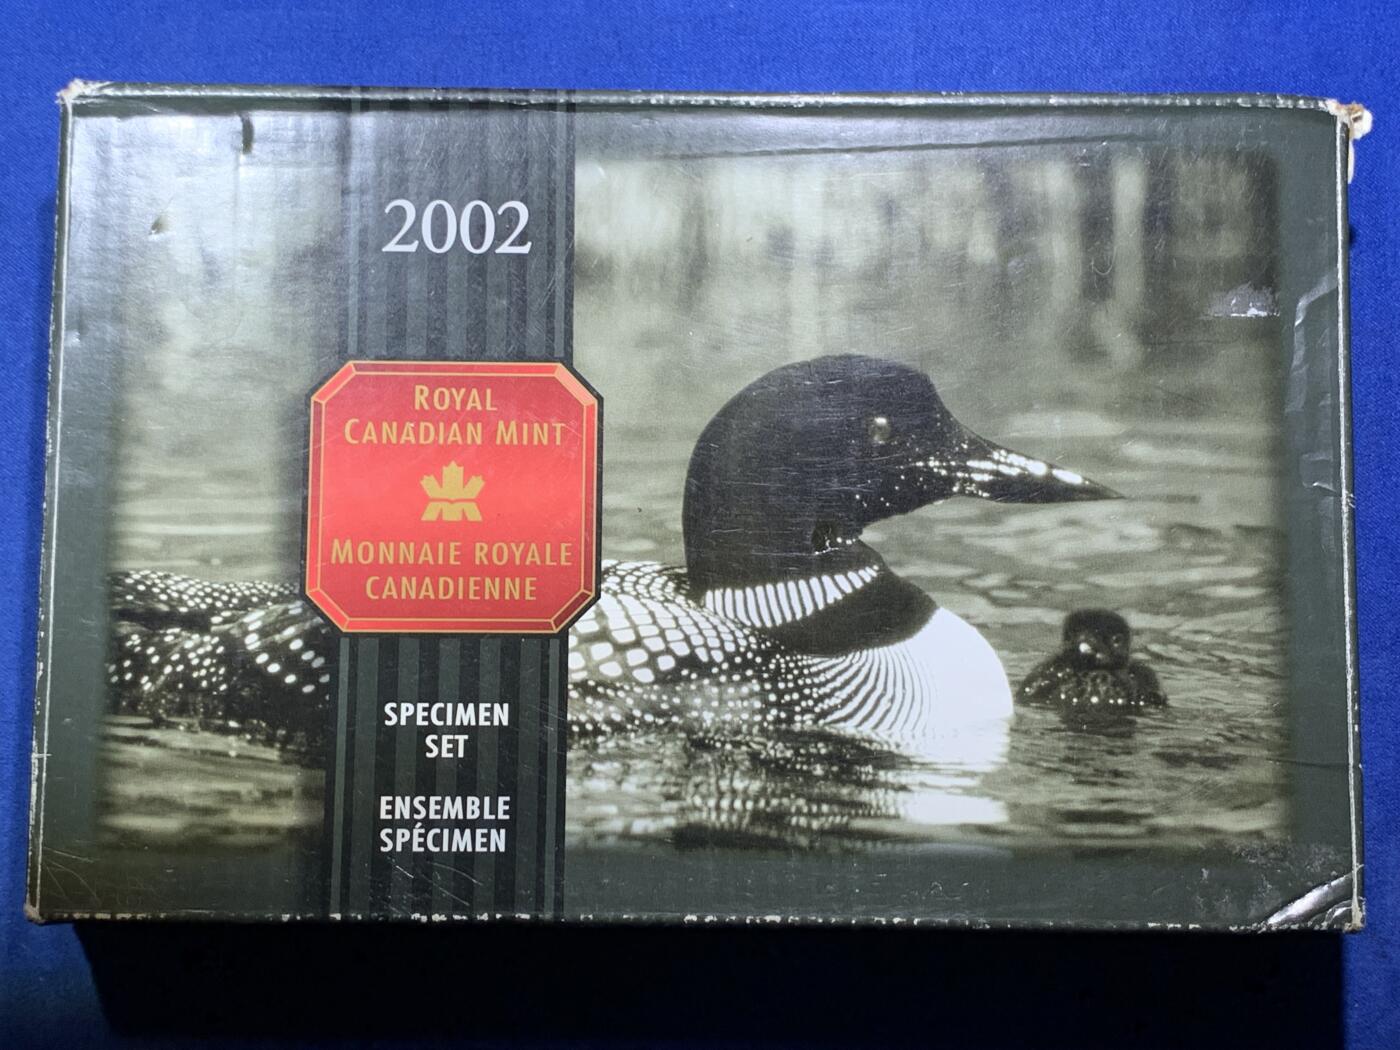 2002
ROYAL
CANADIAN MINT
MONNAIE ROYALE
CANADIENNE
SPECIMEN
SET
ENSEMBLE
SPÉCIMEN